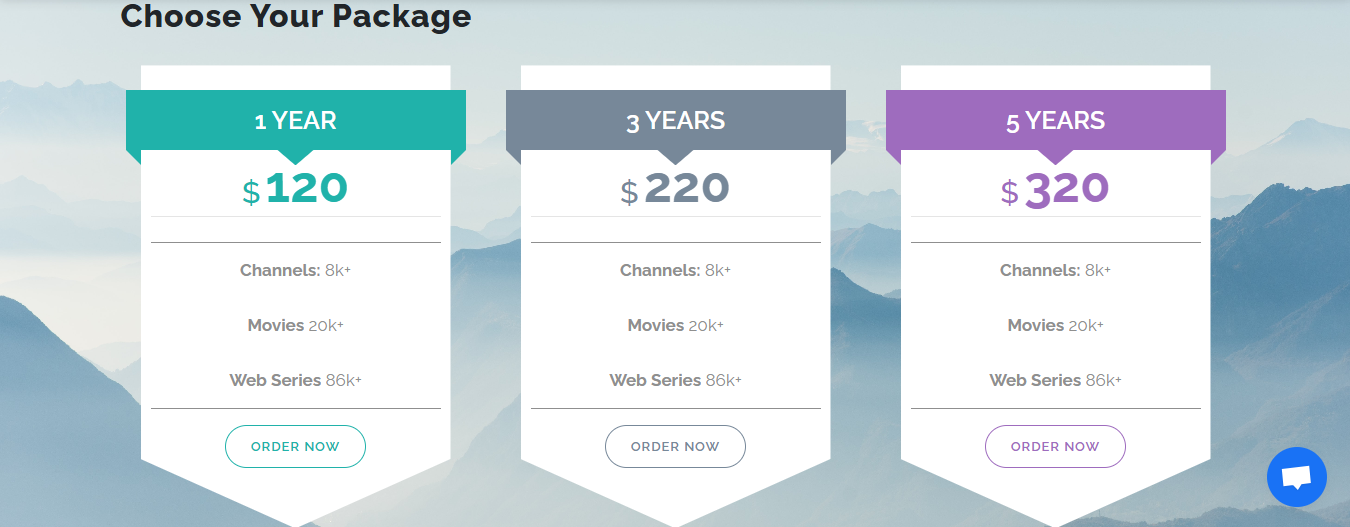 Choose Your Package
1 YEAR
$ 120
Channels: 8k+
Movies 20k+
Web Series 86k+
ORDER NOW
3 YEARS
$ 220
Channels: 8k+
Movies 20k+
Web Series 86k+
ORDER NOW
5 YEARS
$ 320
Channels: 8k+
Movies 20k+
Web Series 86k+
ORDER NOW